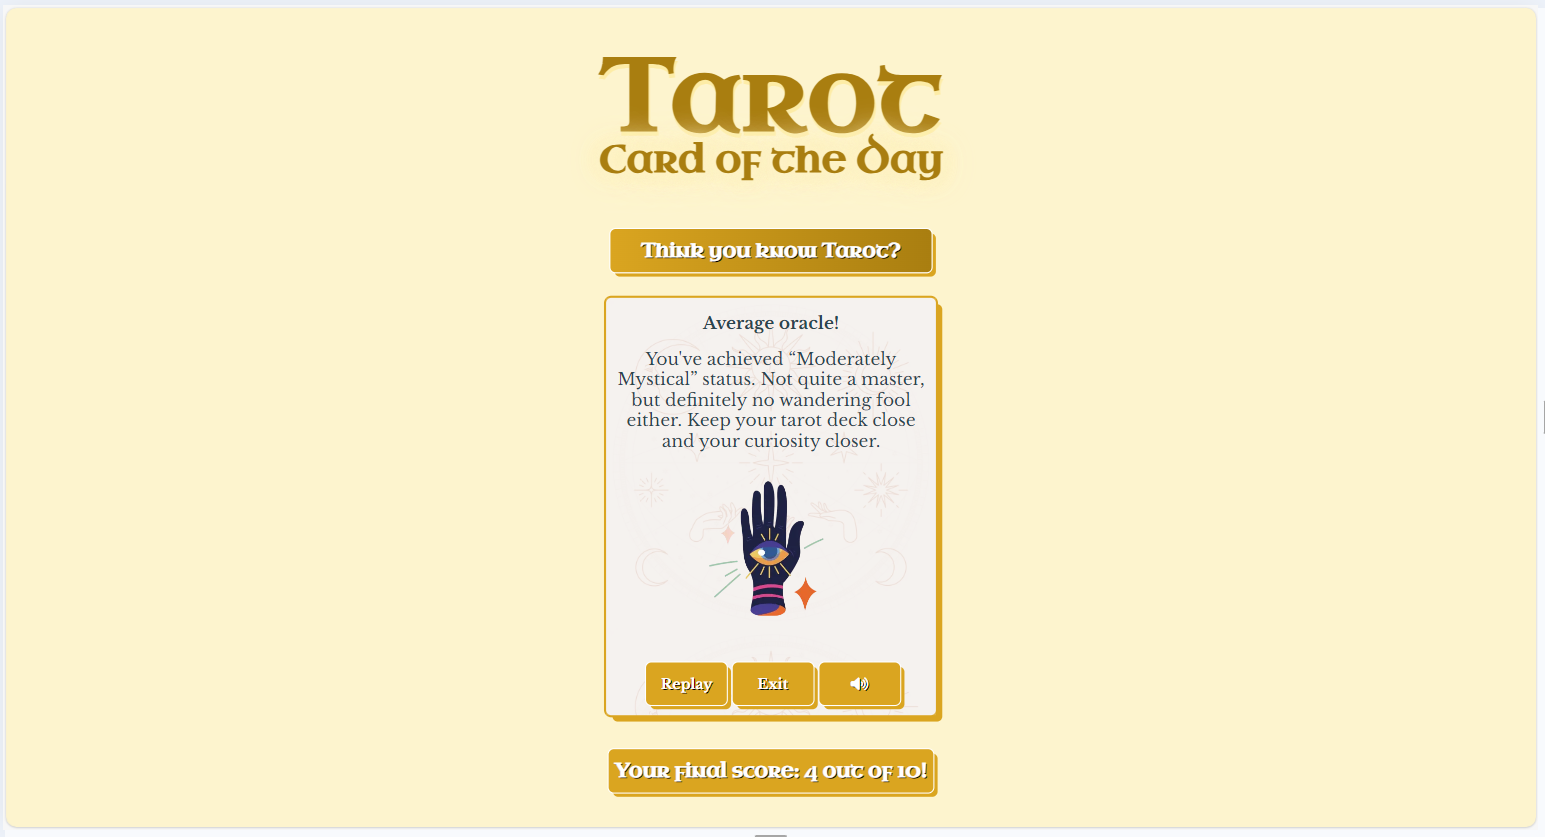 Tarot
Card of the Day
Think you know Tarot?
Average oracle!
You've achieved “Moderately
Mystical” status. Not quite a master,
but definitely no wandering fool
either. Keep your tarot deck close
and your curiosity closer.
Replay Exit
Your final score: 4 out of 10!